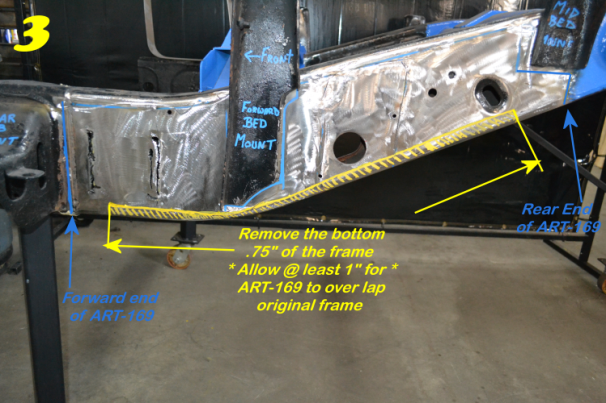 3
MID
BED
MOUNT
←FRONT
FORWARD
BED
MOUNT
Remove the bottom
.75" of the frame
* Allow @ least 1" for *
ART-169 to over lap
original frame
Rear End
of ART-169
Forward end
of ART-169